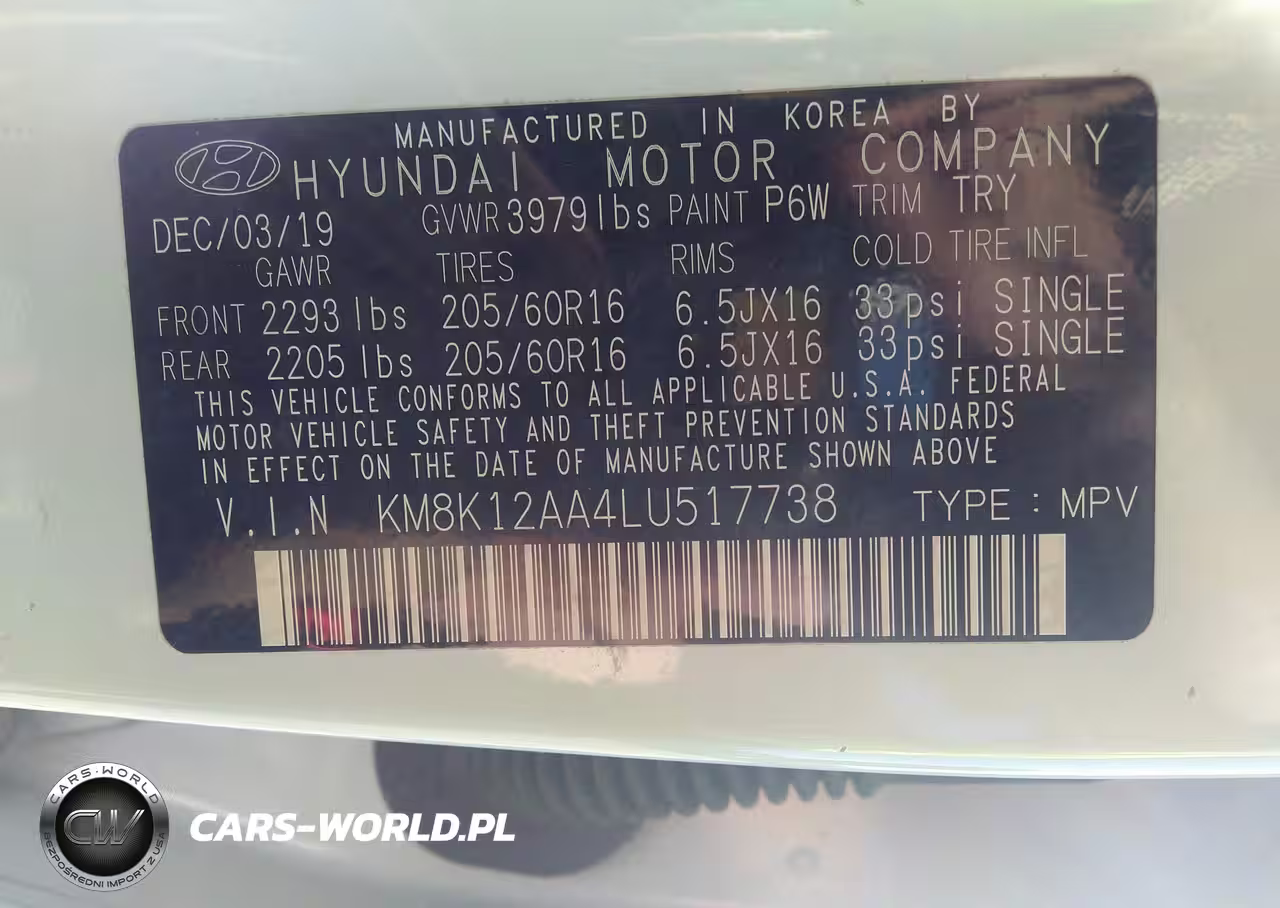 MANUFACTURED IN KOREA BY
HYUNDAI MOTOR COMPANY
DEC/03/19 GVWR 3979 lbs PAINT P6W TRIM TRY
GAWR TIRES RIMS COLD TIRE INFL
FRONT 2293 lbs 205/60R16 6.5JX16 33psi SINGLE
REAR 2205 lbs 205/60R16 6.5JX16 33psi SINGLE
THIS VEHICLE CONFORMS TO ALL APPLICABLE U.S.A. FEDERAL
MOTOR VEHICLE SAFETY AND THEFT PREVENTION STANDARDS
IN EFFECT ON THE DATE OF MANUFACTURE SHOWN ABOVE
V.I.N KM8K12AA4LU517738 TYPE : MPV
CARS-WORLD
CW
BEZPOŚREDNI IMPORT Z USA
CARS-WORLD.PL